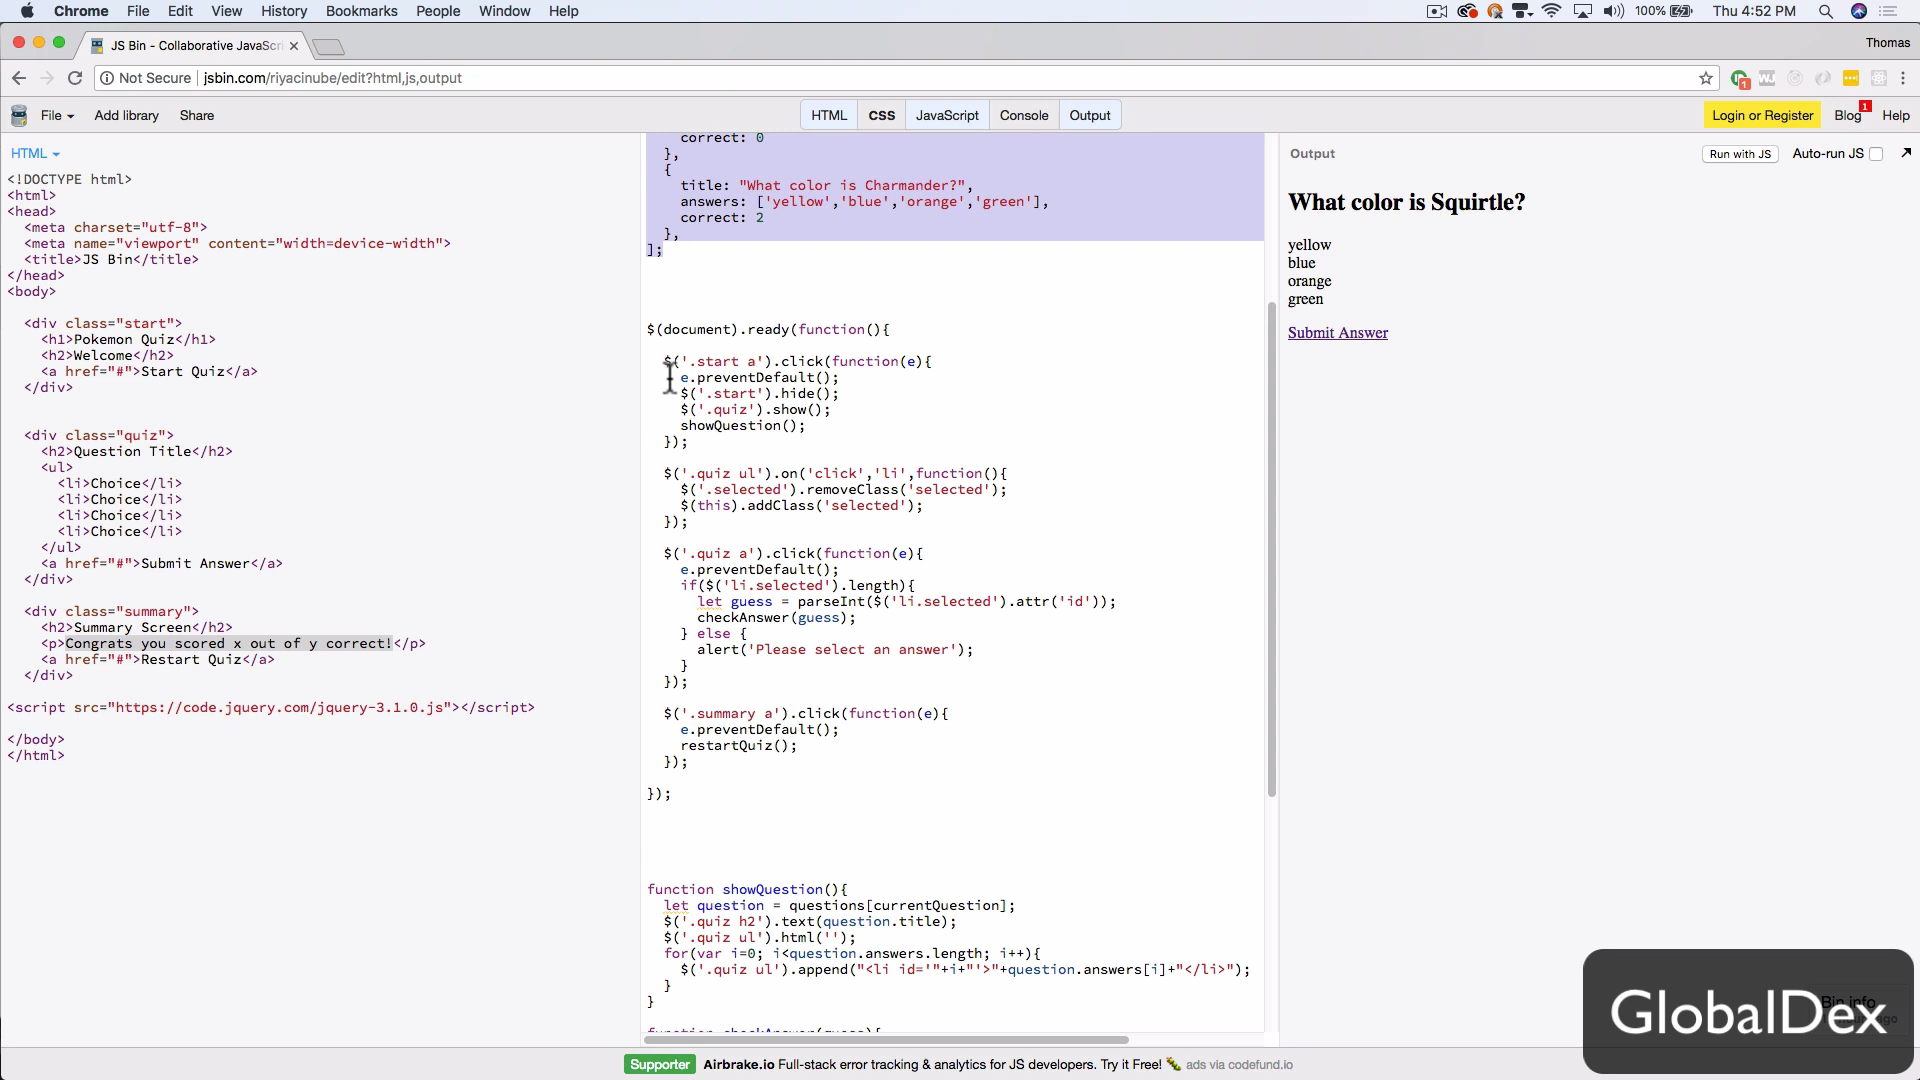 Chrome File Edit View History Bookmarks People Window Help 100% Thu 4:52 PM
JS Bin - Collaborative JavaScri
Thomas
Not Secure jsbin.com/riyacinube/edit?html,js,output
1
File Add library Share HTML CSS JavaScript Console Output Login or Register Blog 1 Help
HTML
<!DOCTYPE html>
<html>
<head>
<meta charset="utf-8">
<meta name="viewport" content="width=device-width">
<title>JS Bin</title>
</head>
<body>
<div class="start">
<h1>Pokemon Quiz</h1>
<h2>Welcome</h2>
<a href="#">Start Quiz</a>
</div>
<div class="quiz">
<h2>Question Title</h2>
<ul>
<li>Choice</li>
<li>Choice</li>
<li>Choice</li>
<li>Choice</li>
</ul>
<a href="#">Submit Answer</a>
</div>
<div class="summary">
<h2>Summary Screen</h2>
<p>Congrats you scored x out of y correct!</p>
<a href="#">Restart Quiz</a>
</div>
<script src="https://code.jquery.com/jquery-3.1.0.js"></script>
</body>
</html>
correct: 0
},
{
title: "What color is Charmander?",
answers: ['yellow','blue','orange','green'],
correct: 2
},
];
$(document).ready(function(){
$('.start a').click(function(e){
e.preventDefault();
$('.start').hide();
$('.quiz').show();
showQuestion();
});
$('.quiz ul').on('click','li',function(){
$('.selected').removeClass('selected');
$(this).addClass('selected');
});
$('.quiz a').click(function(e){
e.preventDefault();
if($('li.selected').length){
let guess = parseInt($('li.selected').attr('id'));
checkAnswer(guess);
} else {
alert('Please select an answer');
}
});
$('.summary a').click(function(e){
e.preventDefault();
restartQuiz();
});
});
function showQuestion(){
let question = questions[currentQuestion];
$('.quiz h2').text(question.title);
$('.quiz ul').html('');
for(var i=0; i<question.answers.length; i++){
$('.quiz ul').append("<li id='"+i+"'>"+question.answers[i]+"</li>");
}
}
function checkAnswer(guess){
Output Run with JS Auto-run JS
What color is Squirtle?
yellow
blue
orange
green
Submit Answer
Bin info
ago
GlobalDex
Supporter Airbrake.io Full-stack error tracking & analytics for JS developers. Try it Free! ads via codefund.io